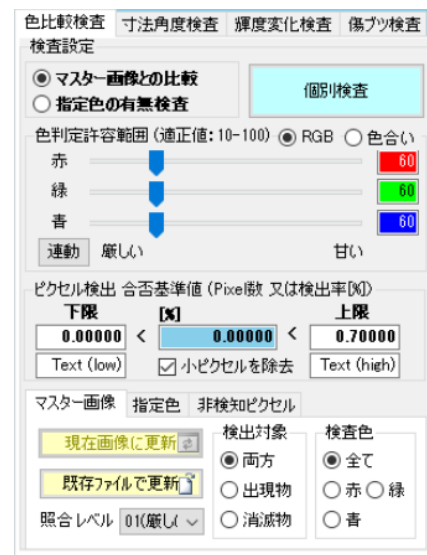 色比較検査 寸法角度検査 輝度変化検査 傷ブツ検査
検査設定
マスター画像との比較
指定色の有無検査
個別検査
色判定許容範囲 (適正値:10-100) RGB 色合い
赤 60
緑 60
青 60
連動 厳しい 甘い
ピクセル検出 合否基準値 (Pixel数 又は検出率[%])
下限 [%] 上限
0.00000 < 0.00000 < 0.70000
Text (low) 小ピクセルを除去 Text (high)
マスター画像 指定色 非検知ピクセル
現在画像に更新
既存ファイルで更新
照合レベル 01(厳し(
検出対象
両方
出現物
消滅物
検査色
全て
赤 緑
青